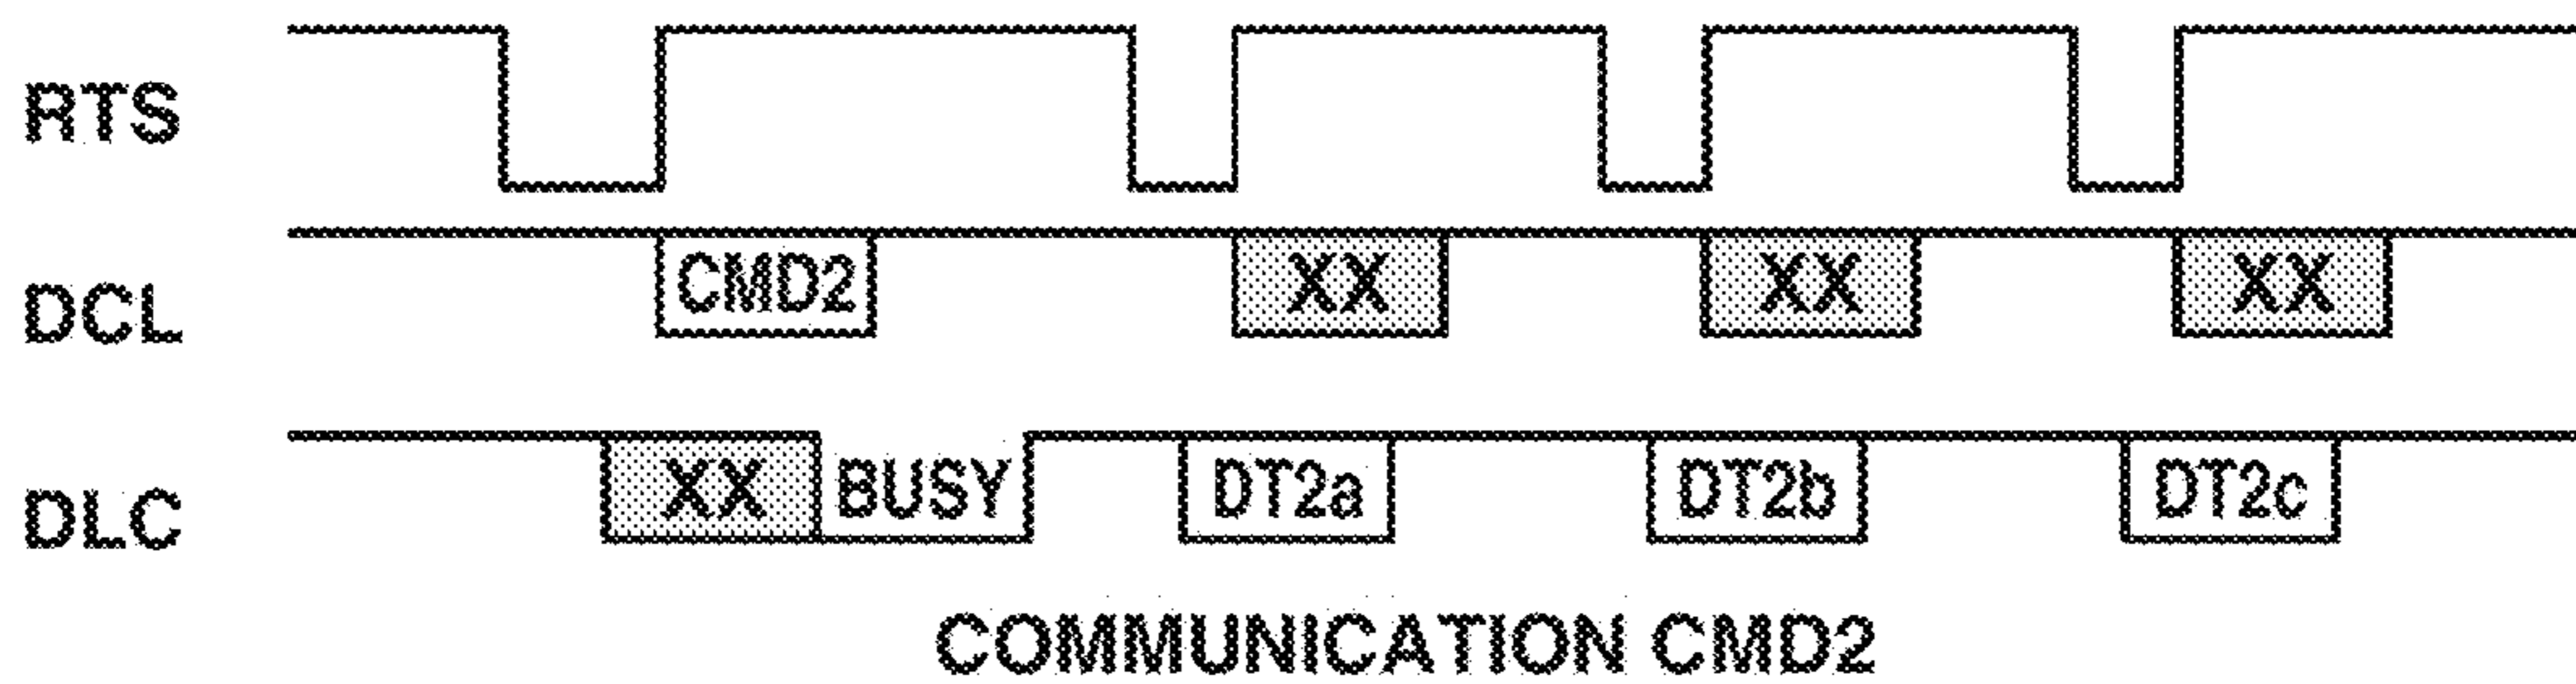 RTS
DCL CMD2 XX XX XX
DLC XX BUSY DT2a DT2b DT2c
COMMUNICATION CMD2